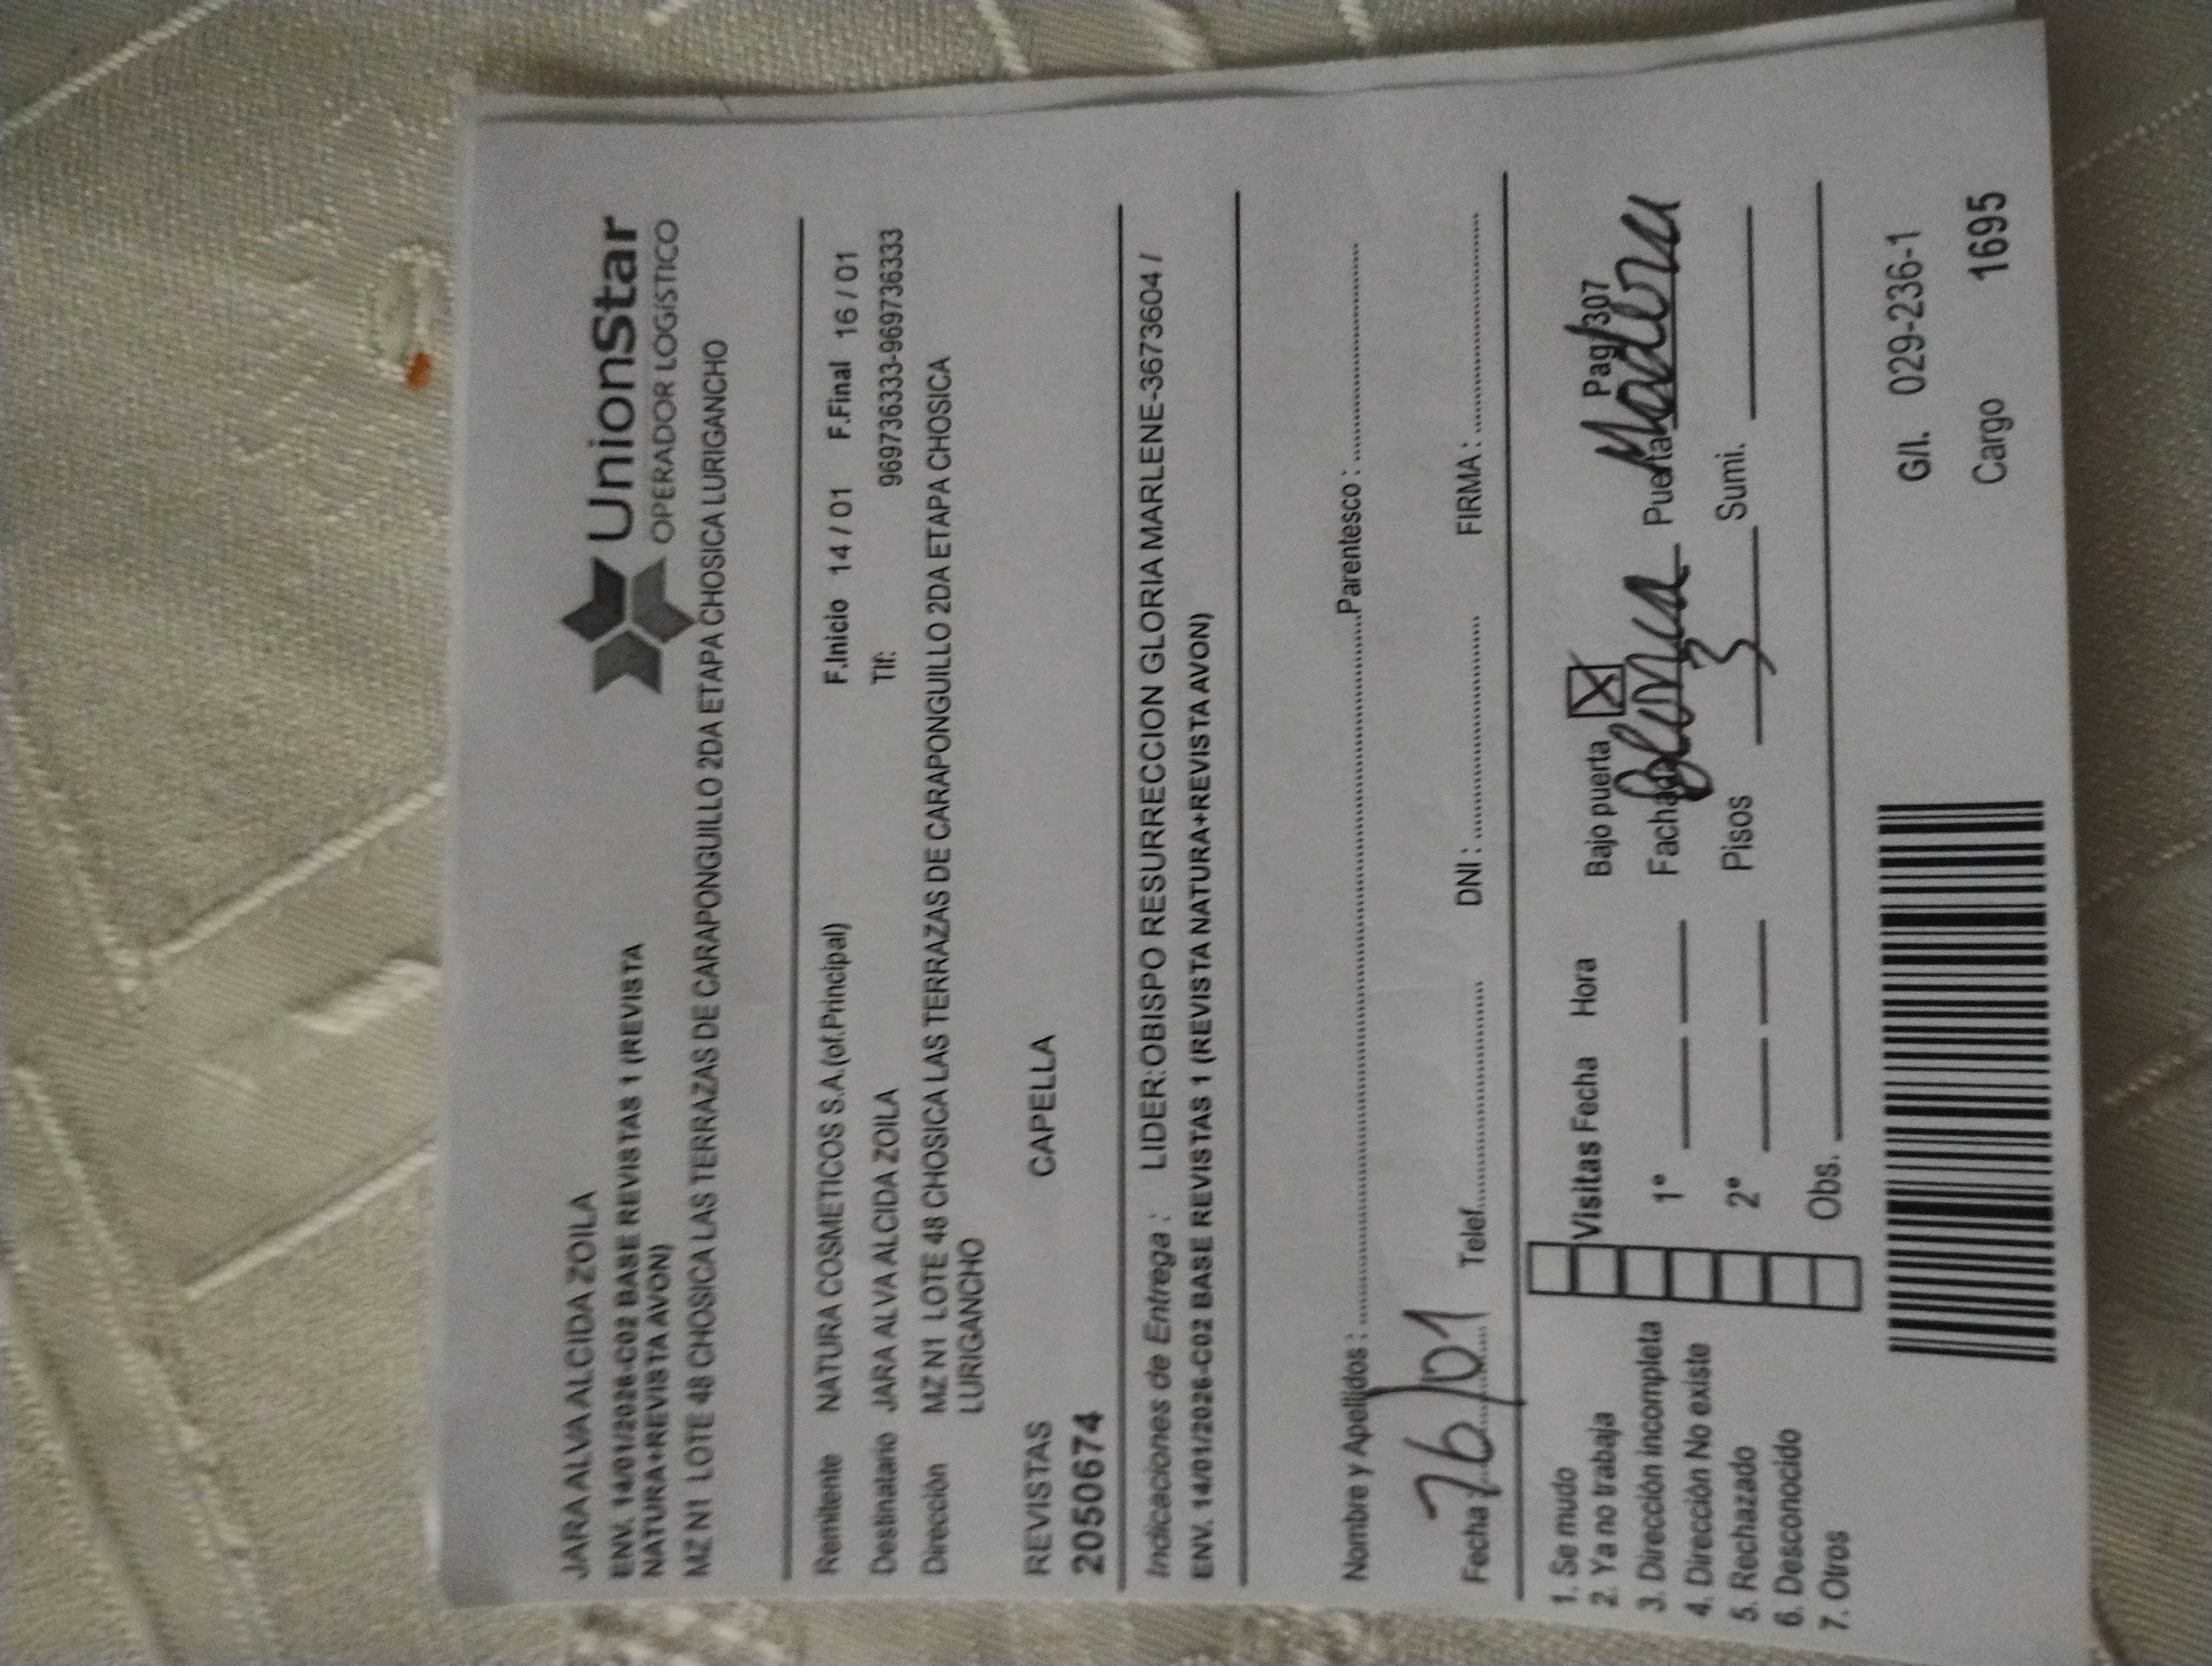 UnionStar
OPERADOR LOGÍSTICO
JARA ALVA ALCIDA ZOILA
ENV. 14/01/2026-C02 BASE REVISTAS 1 (REVISTA
NATURA+REVISTA AVON)
MZ N1 LOTE 48 CHOSICA LAS TERRAZAS DE CARAPONGUILLO 2DA ETAPA CHOSICA LURIGANCHO
Remitente NATURA COSMETICOS S.A.(of.Principal) F.Inicio 14 / 01 F.Final 16 / 01
Destinatario JARA ALVA ALCIDA ZOILA Tlf: 969736333-969736333
Dirección MZ N1 LOTE 48 CHOSICA LAS TERRAZAS DE CARAPONGUILLO 2DA ETAPA CHOSICA
LURIGANCHO
REVISTAS CAPELLA
20506674
Indicaciones de Entrega : LIDER:OBISPO RESURRECCION GLORIA MARLENE-3673604 /
ENV. 14/01/2026-C02 BASE REVISTAS 1 (REVISTA NATURA+REVISTA AVON)
Nombre y Apellidos : Parentesco :
Fecha : 16/01 Telef. DNI : FIRMA :
1. Se mudo
2. Ya no trabaja
3. Dirección incompleta
4. Dirección No existe
5. Rechazado
6. Desconocido
7. Otros
Visitas Fecha Hora Bajo puerta X Pag/307
1° Fachada Blanca Puerta Madera
2° Pisos 3 Sumi.
Obs.
G/I. 029-236-1
Cargo 1695